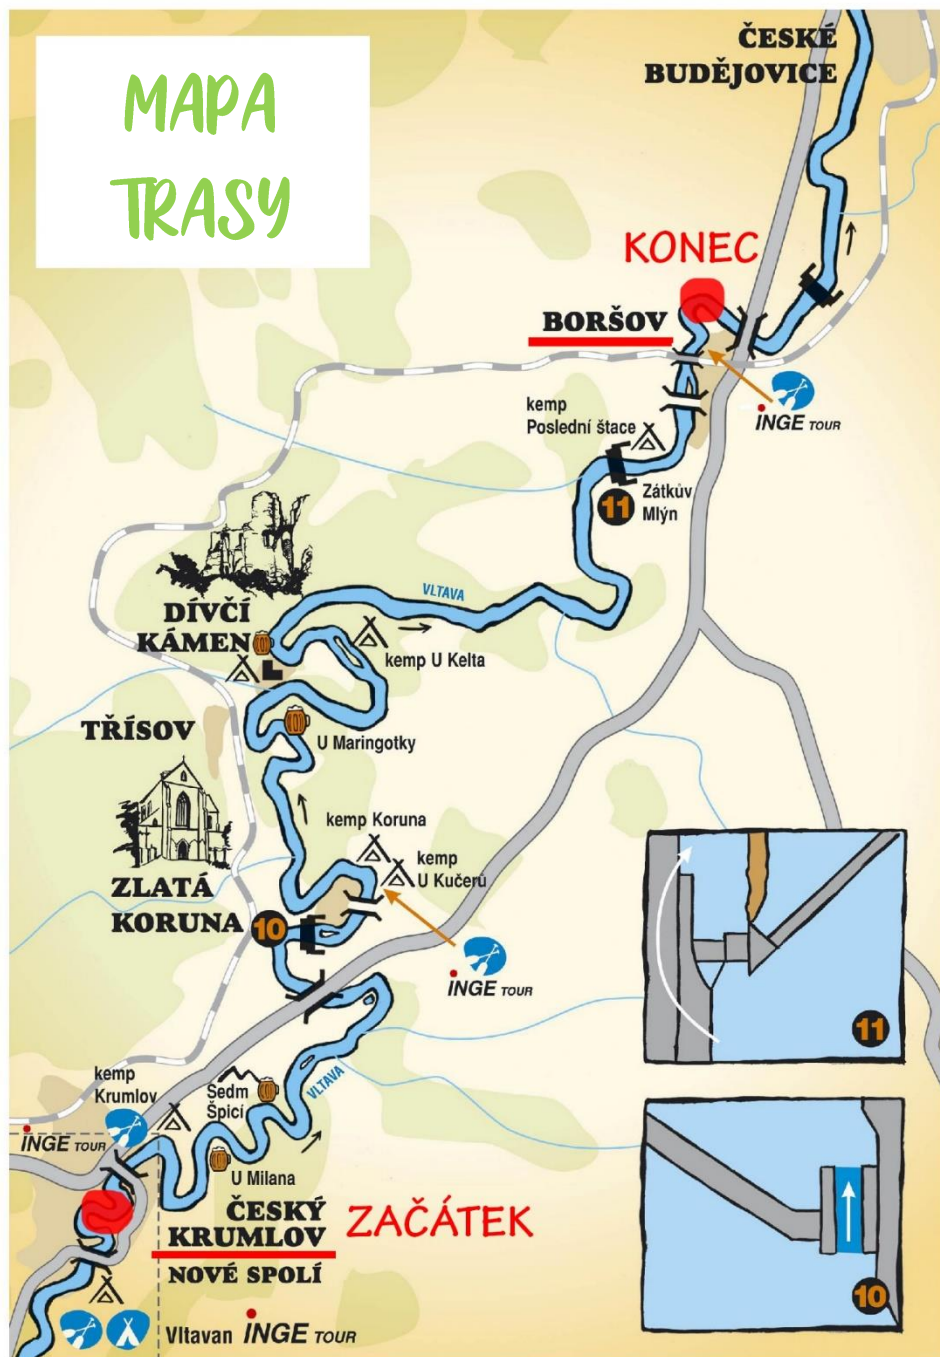 MAPA
TRASY
ČESKÉ
BUDĚJOVICE
KONEC
BORŠOV
INGE TOUR
kemp
Poslední štace
11
Zátkův
Mlýn
VLTAVA
DÍVČÍ
KÁMEN
kemp U Kelta
TŘÍSOV
U Maringotky
kemp Koruna
kemp
U Kučerů
ZLATÁ
KORUNA
10
INGE TOUR
11
kemp
Krumlov
Sedm
Špicí
VLTAVA
INGE TOUR
U Milana
ČESKÝ
KRUMLOV
ZAČÁTEK
NOVÉ SPOLÍ
10
Vltavan INGE TOUR